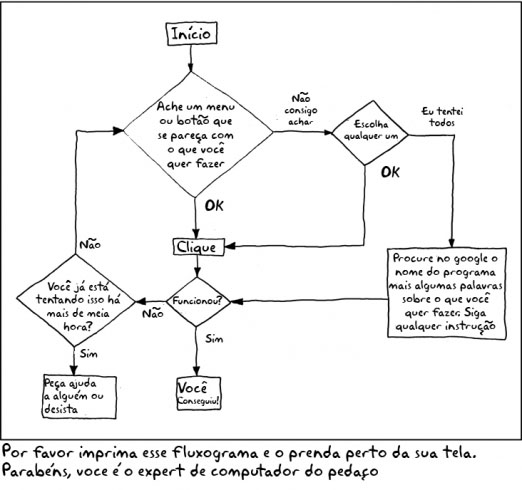 Início
Ache um menu
ou botão que
se pareça com
o que você
quer fazer
Não
consigo
achar
Escolha
qualquer um
Eu tentei
todos
OK
OK
Clique
Não
Você já está
tentando isso há
mais de meia
hora?
Não
Funcionou?
Procure no google o
nome do programa
mais algumas palavras
sobre o que você
quer fazer. Siga
qualquer instrução
Sim
Sim
Peça ajuda
a alguém ou
desista
Você
Conseguiu!
Por favor imprima esse fluxograma e o prenda perto da sua tela.
Parabéns, voce é o expert de computador do pedaço